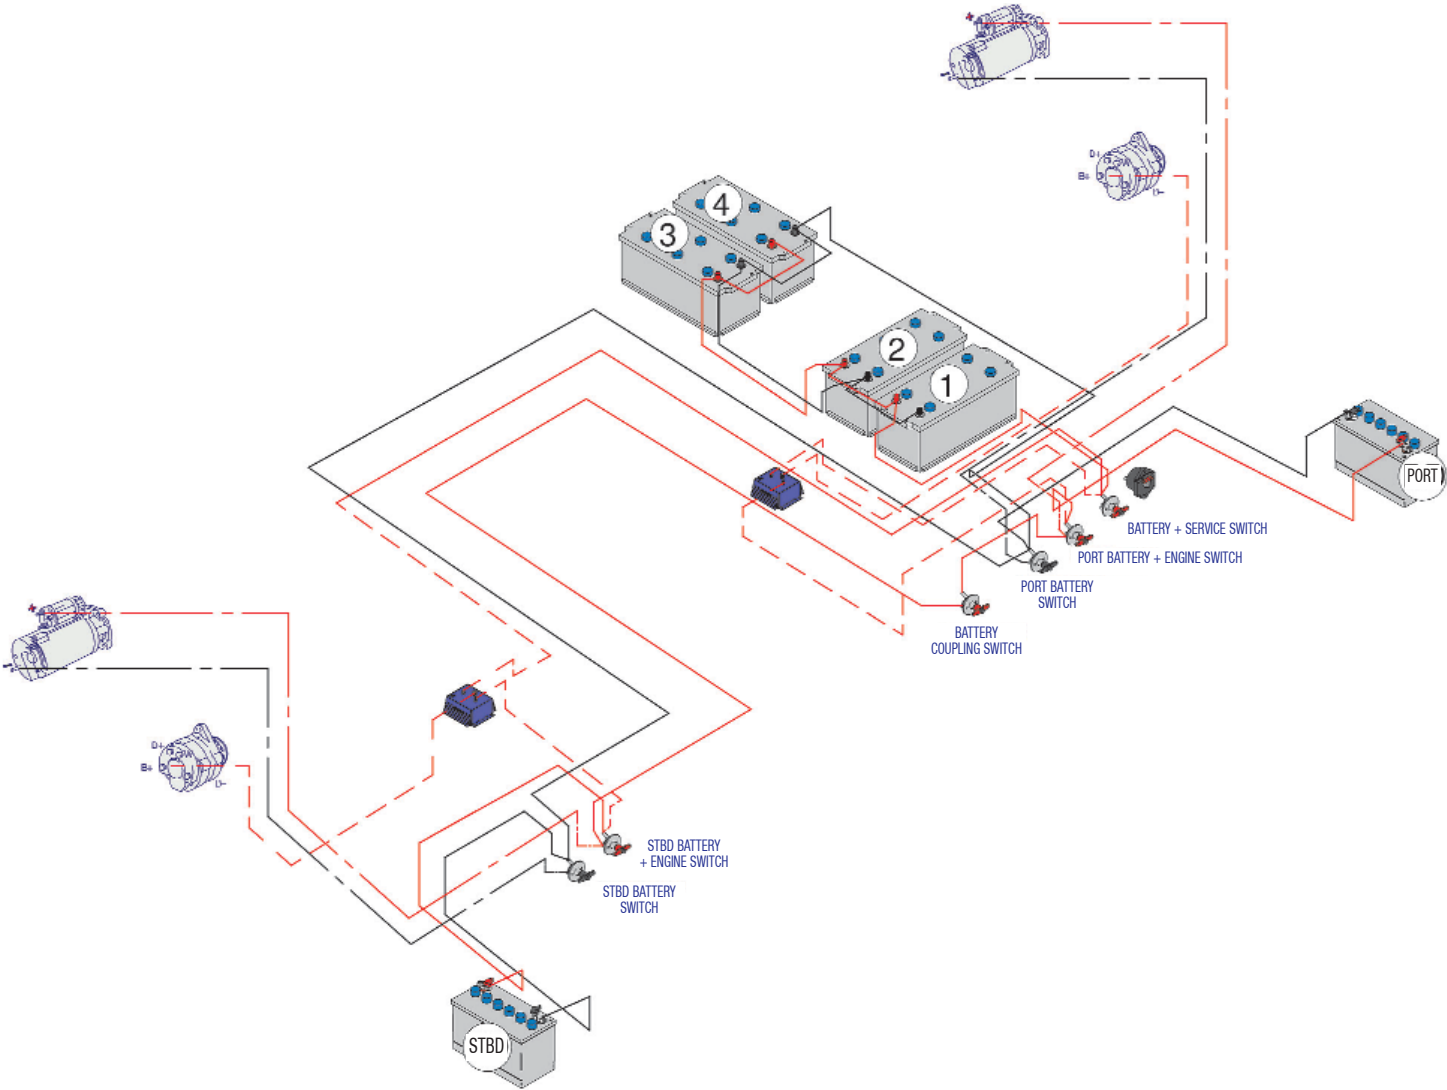 D+
B+
D-
4
3
2
1
PORT
BATTERY + SERVICE SWITCH
PORT BATTERY + ENGINE SWITCH
PORT BATTERY
SWITCH
BATTERY
COUPLING SWITCH
D+
B+
D-
STBD BATTERY
+ ENGINE SWITCH
STBD BATTERY
SWITCH
STBD